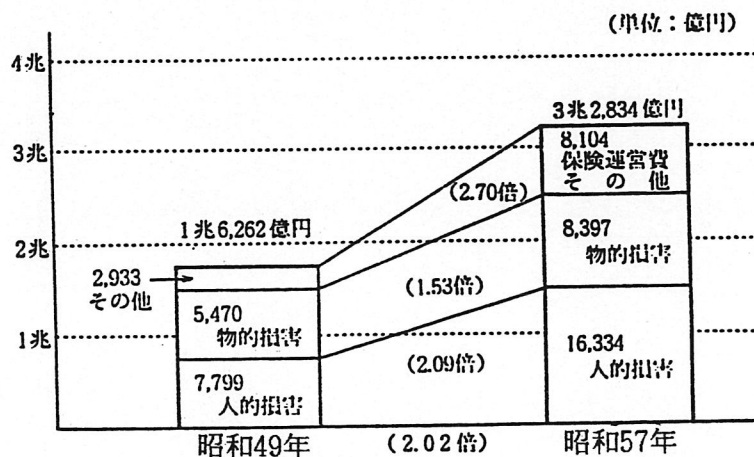 (単位：億円)
4兆
3兆
2兆
1兆
1兆6,262億円
2,933
その他
5,470
物的損害
7,799
人的損害
昭和49年
(2.70倍)
(1.53倍)
(2.09倍)
(2.02倍)
3兆2,834億円
8,104
保険運営費
その他
8,397
物的損害
16,334
人的損害
昭和57年